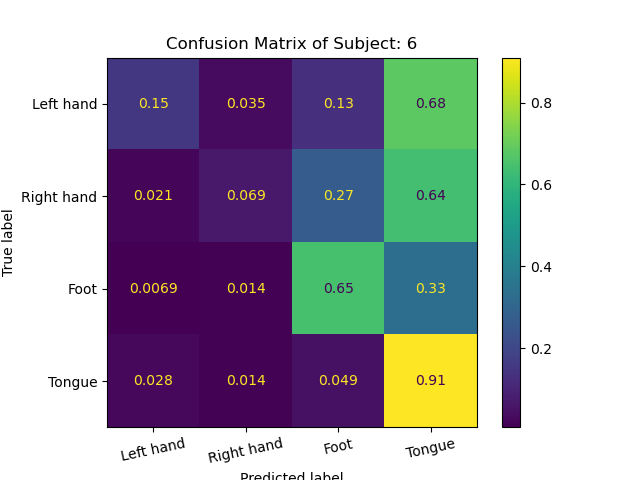 Confusion Matrix of Subject: 6
True label
Left hand 0.15 0.035 0.13 0.68
Right hand 0.021 0.069 0.27 0.64
Foot 0.0069 0.014 0.65 0.33
Tongue 0.028 0.014 0.049 0.91
Left hand Right hand Foot Tongue
Predicted label
0.8
0.6
0.4
0.2